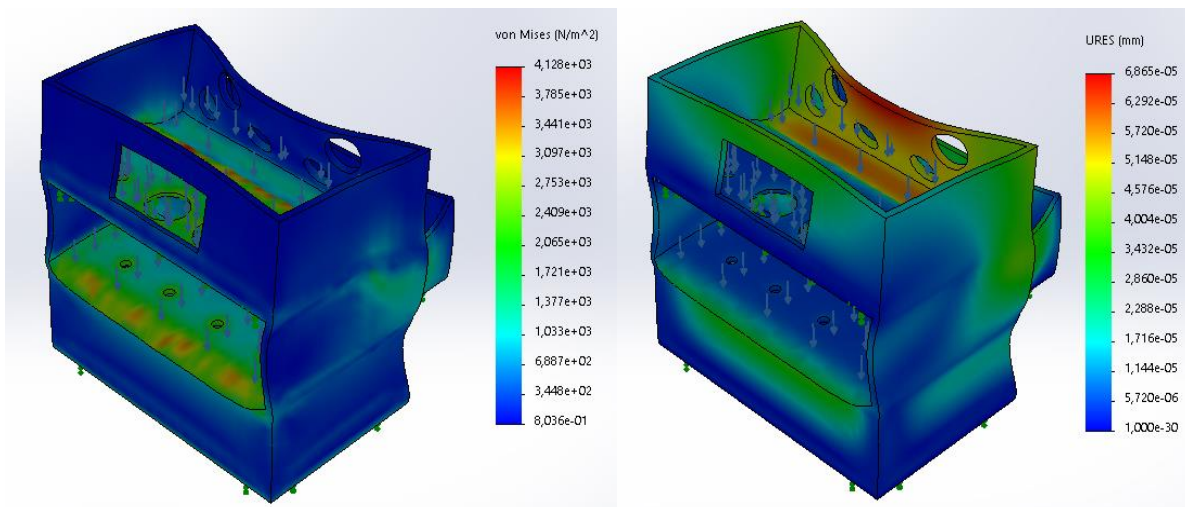 von Mises (N/m^2)
4,128e+03
3,785e+03
3,441e+03
3,097e+03
2,753e+03
2,409e+03
2,065e+03
1,721e+03
1,377e+03
1,033e+03
6,887e+02
3,448e+02
8,036e-01
URES (mm)
6,865e-05
6,292e-05
5,720e-05
5,148e-05
4,576e-05
4,004e-05
3,432e-05
2,860e-05
2,288e-05
1,716e-05
1,144e-05
5,720e-06
1,000e-30